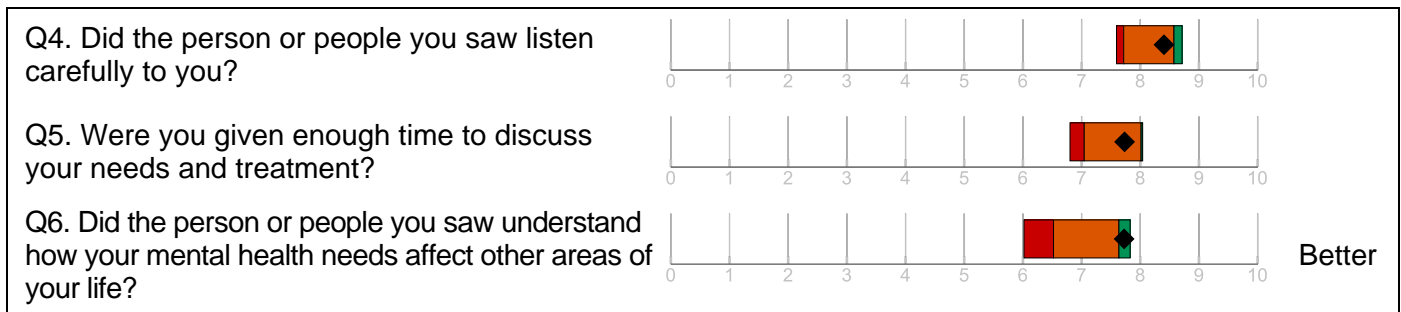 Q4. Did the person or people you saw listen
carefully to you?
0 1 2 3 4 5 6 7 8 9 10
Q5. Were you given enough time to discuss
your needs and treatment?
0 1 2 3 4 5 6 7 8 9 10
Q6. Did the person or people you saw understand
how your mental health needs affect other areas of
your life?
0 1 2 3 4 5 6 7 8 9 10
Better